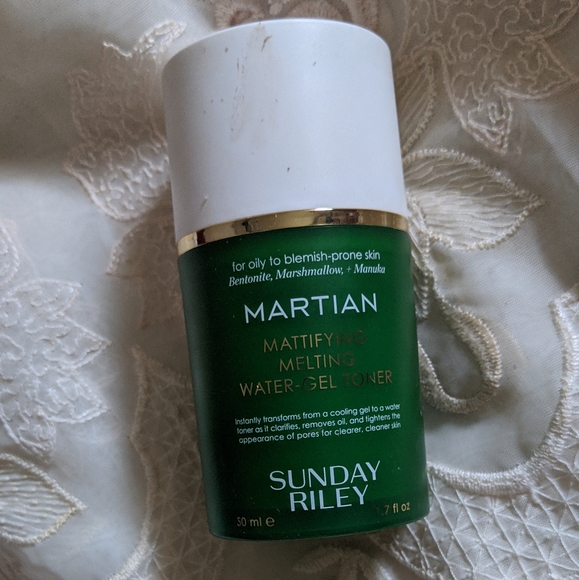 for oily to blemish-prone skin
Bentonite, Marshmallow, + Manuka
MARTIAN
MATTIFYING
MELTING
WATER-GEL TONER
Instantly transforms from a cooling gel to a water
toner as it clarifies, removes oil, and tightens the
appearance of pores for clearer, cleaner skin
SUNDAY
RILEY
50 ml e .7 fl oz